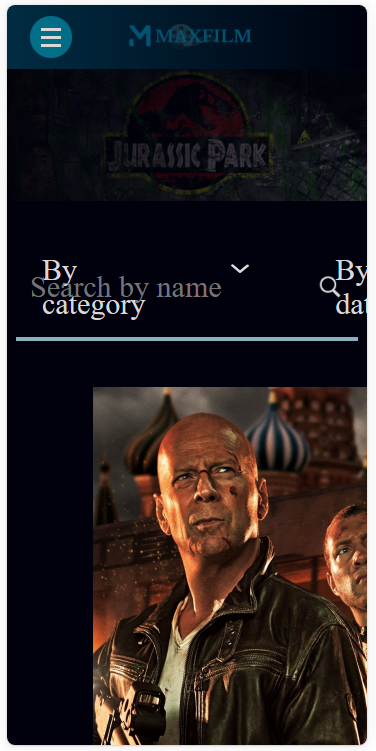 MAXFILM
JURASSIC PARK
By
category
Search by name
By
dat